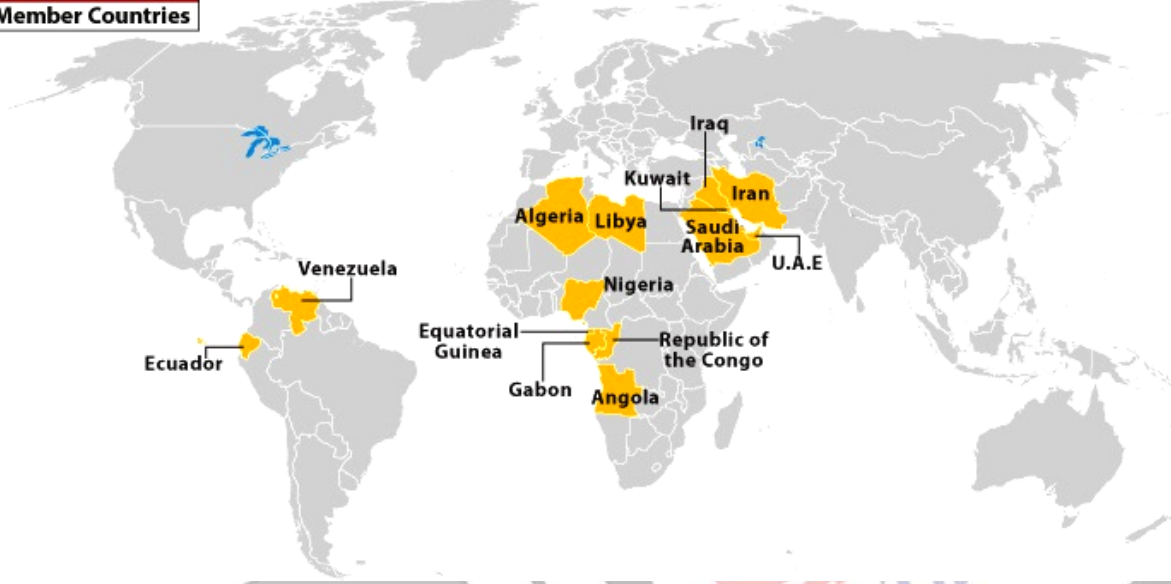 Member Countries
Iraq
Kuwait
Iran
Algeria
Libya
Saudi
Arabia
U.A.E
Venezuela
Nigeria
Equatorial
Guinea
Republic of
the Congo
Ecuador
Gabon
Angola